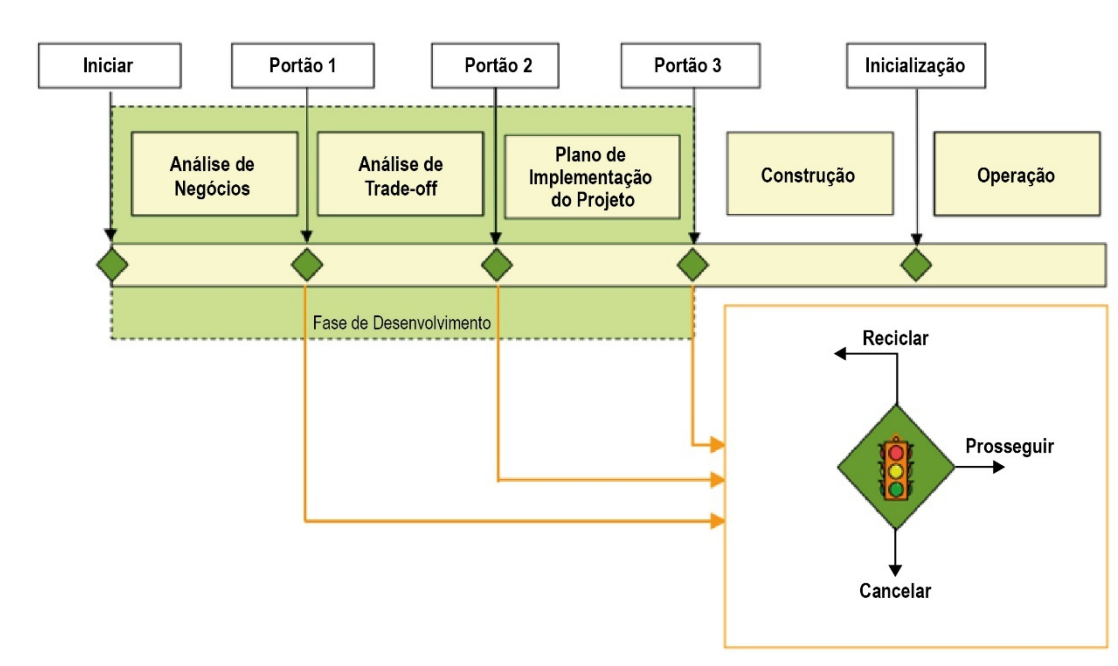 Iniciar
Portão 1
Portão 2
Portão 3
Inicialização
Análise de
Negócios
Análise de
Trade-off
Plano de
Implementação
do Projeto
Construção
Operação
Fase de Desenvolvimento
Reciclar
Prosseguir
Cancelar